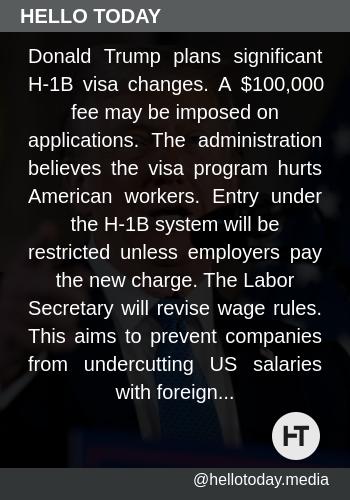 HELLO TODAY
Donald Trump plans significant
H-1B visa changes. A $100,000
fee may be imposed on
applications. The administration
believes the visa program hurts
American workers. Entry under
the H-1B system will be
restricted unless employers pay
the new charge. The Labor
Secretary will revise wage rules.
This aims to prevent companies
from undercutting US salaries
with foreign...
HT
@hellotoday.media